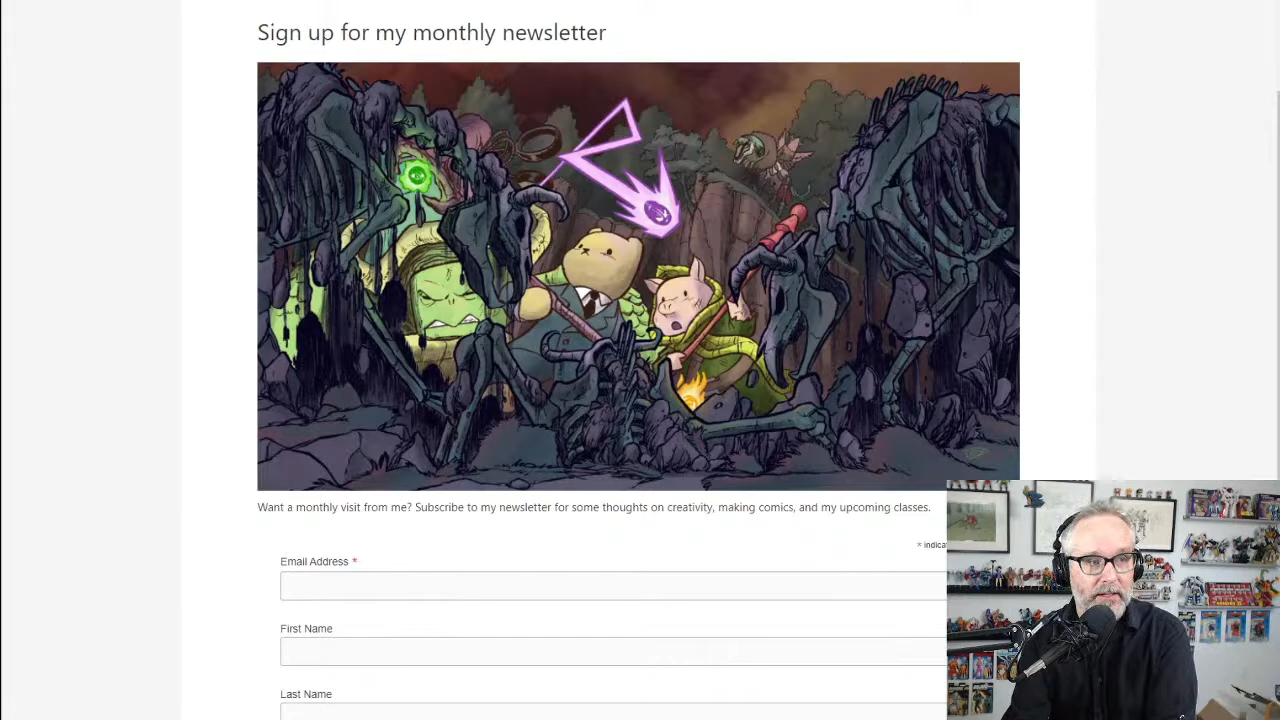 Sign up for my monthly newsletter
Want a monthly visit from me? Subscribe to my newsletter for some thoughts on creativity, making comics, and my upcoming classes.
* indica
Email Address *
First Name
Last Name